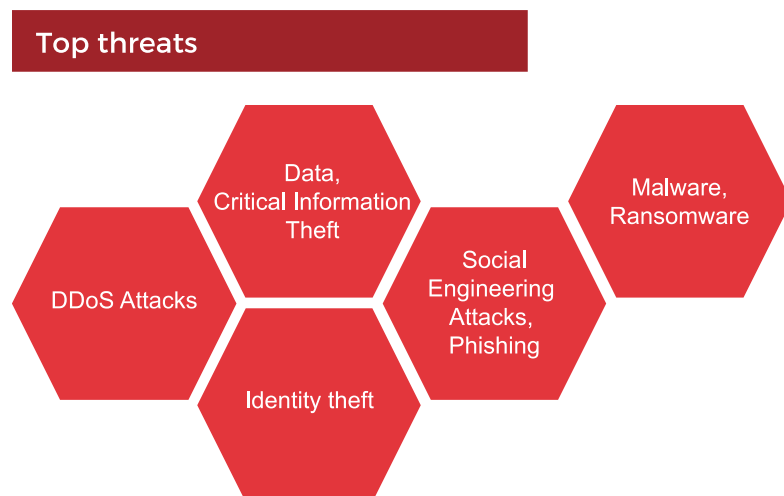 Top threats
DDoS Attacks
Data,
Critical Information
Theft
Identity theft
Social
Engineering
Attacks,
Phishing
Malware,
Ransomware